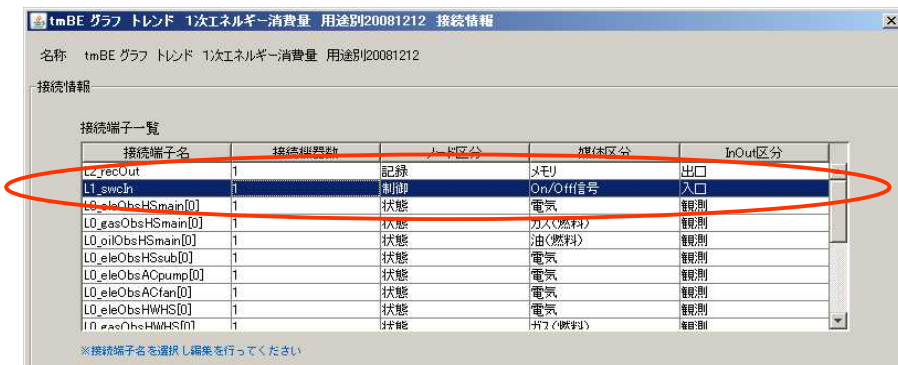 tmBE グラフ トレンド 1次エネルギー消費量 用途別20081212 接続情報
名称 tmBE グラフ トレンド 1次エネルギー消費量 用途別20081212
接続情報
接続端子一覧
接続端子名 接続機器数 ノード区分 媒体区分 InOut区分
L2_recOut 1 記録 メモリ 出口
L1_swcIn 1 制御 On/Off信号 入口
L0_eleObsHSmain[0] 1 状態 電気 観測
L0_gasObsHSmain[0] 1 状態 ガス(燃料) 観測
L0_oilObsHSmain[0] 1 状態 油(燃料) 観測
L0_eleObsHSsub[0] 1 状態 電気 観測
L0_eleObsACpump[0] 1 状態 電気 観測
L0_eleObsACfan[0] 1 状態 電気 観測
L0_eleObsHWHS[0] 1 状態 電気 観測
L0_gasObsHWHS[0] 1 状態 ガス(燃料) 観測
※接続端子名を選択し編集を行ってください